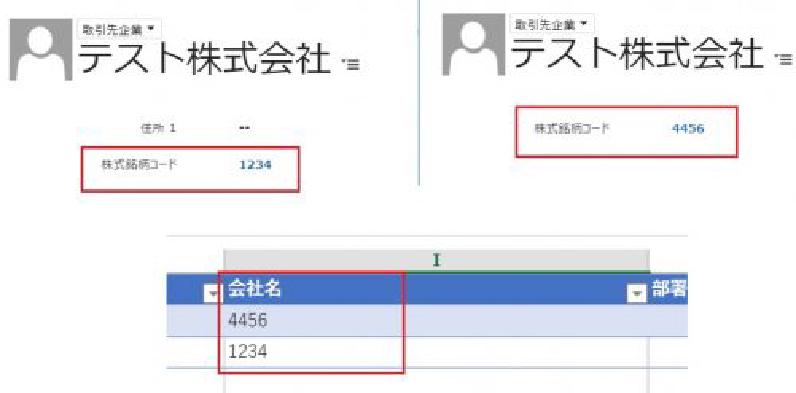 取引先企業
テスト株式会社
住所 1 --
株式銘柄コード 1234
取引先企業
テスト株式会社
株式銘柄コード 4456
I
会社名 部署
4456
1234